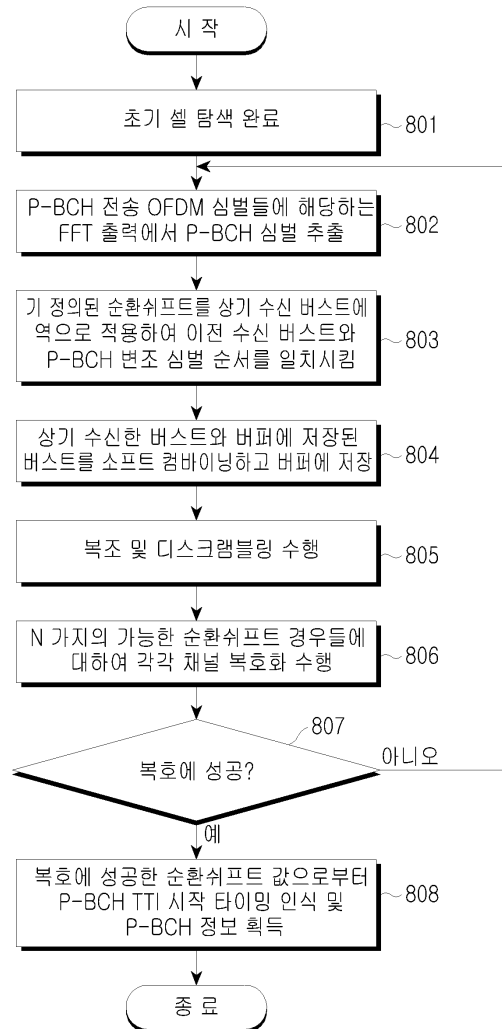 시 작
초기 셀 탐색 완료
801
P-BCH 전송 OFDM 심벌들에 해당하는
FFT 출력에서 P-BCH 심벌 추출
802
기 정의된 순환쉬프트를 상기 수신 버스트에
역으로 적용하여 이전 수신 버스트와
P-BCH 변조 심벌 순서를 일치시킴
803
상기 수신한 버스트와 버퍼에 저장된
버스트를 소프트 컴바이닝하고 버퍼에 저장
804
복조 및 디스크램블링 수행
805
N 가지의 가능한 순환쉬프트 경우들에
대하여 각각 채널 복호화 수행
806
807
복호에 성공?
아니오
예
복호에 성공한 순환쉬프트 값으로부터
P-BCH TTI 시작 타이밍 인식 및
P-BCH 정보 획득
808
종 료